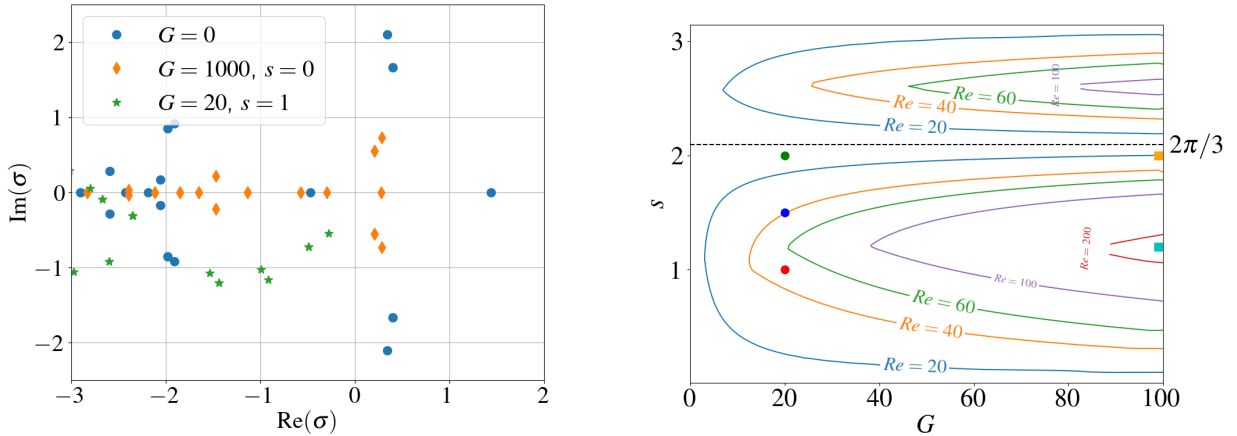 2
1
0
−1
−2
Im(σ)
G = 0
G = 1000, s = 0
G = 20, s = 1
−3
−2
−1
0
1
2
Re(σ)
3
2
1
s
Re = 100
Re = 60
Re = 40
Re = 20
2π/3
Re = 200
Re = 100
Re = 60
Re = 40
Re = 20
0
20
40
60
80
100
G